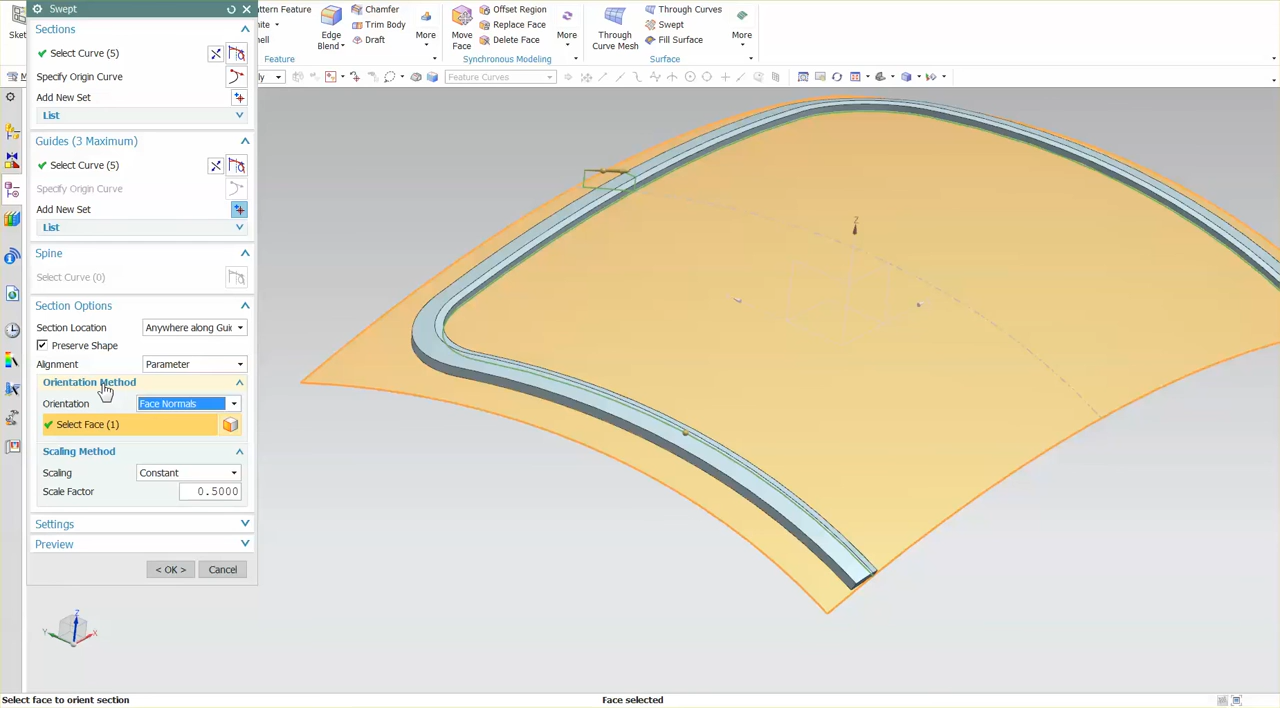 Swept
Sections
Select Curve (5)
Specify Origin Curve
Add New Set
List
Guides (3 Maximum)
Select Curve (5)
Specify Origin Curve
Add New Set
List
Spine
Select Curve (0)
Section Options
Section Location
Anywhere along Gui
Preserve Shape
Alignment
Parameter
Orientation Method
Orientation
Face Normals
Select Face (1)
Scaling Method
Scaling
Constant
Scale Factor
0.5000
Settings
Preview
< OK >
Cancel
Sket
ttern Feature
ite
ell
Edge
Blend
Chamfer
Trim Body
Draft
More
Feature
Move
Face
Offset Region
Replace Face
Delete Face
More
Synchronous Modeling
Through
Curve Mesh
Through Curves
Swept
Fill Surface
More
Surface
M
y
Feature Curves
Z
Z
Y
X
Select face to orient section
Face selected